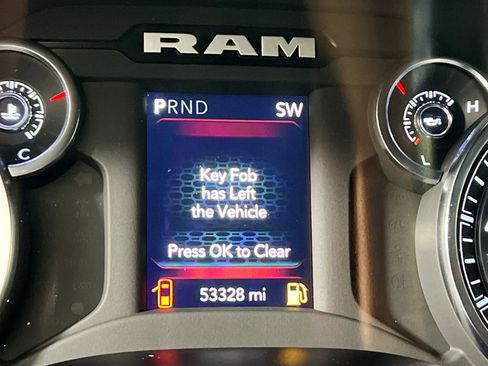 RAM
PRND SW
H
C
L
Key Fob
has Left
the Vehicle
Press OK to Clear
53328 mi